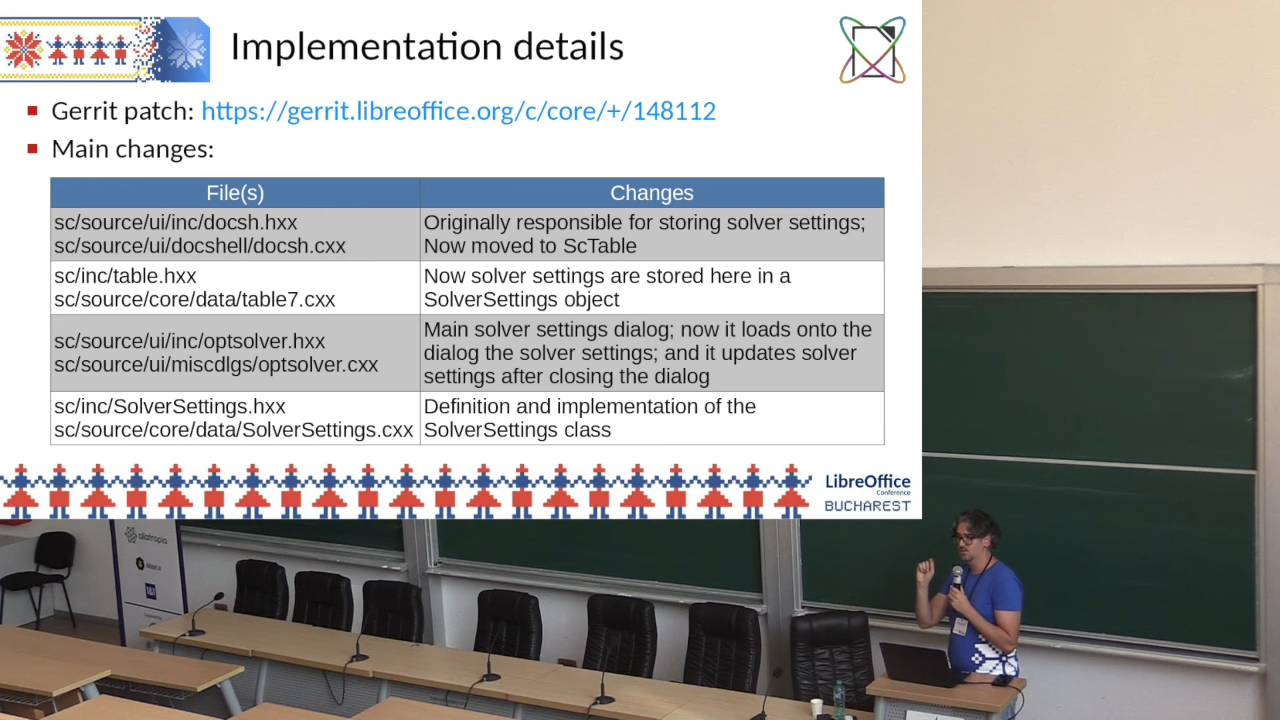 Implementation details
Gerrit patch: https://gerrit.libreoffice.org/c/core/+/148112
Main changes:
File(s)
Changes
sc/source/ui/inc/docsh.hxx
sc/source/ui/docshell/docsh.cxx
Originally responsible for storing solver settings;
Now moved to ScTable
sc/inc/table.hxx
sc/source/core/data/table7.cxx
Now solver settings are stored here in a
SolverSettings object
sc/source/ui/inc/optsolver.hxx
sc/source/ui/miscdlgs/optsolver.cxx
Main solver settings dialog; now it loads onto the
dialog the solver settings; and it updates solver
settings after closing the dialog
sc/inc/SolverSettings.hxx
sc/source/core/data/SolverSettings.cxx
Definition and implementation of the
SolverSettings class
LibreOffice
Conference
BUCHAREST
allotropia